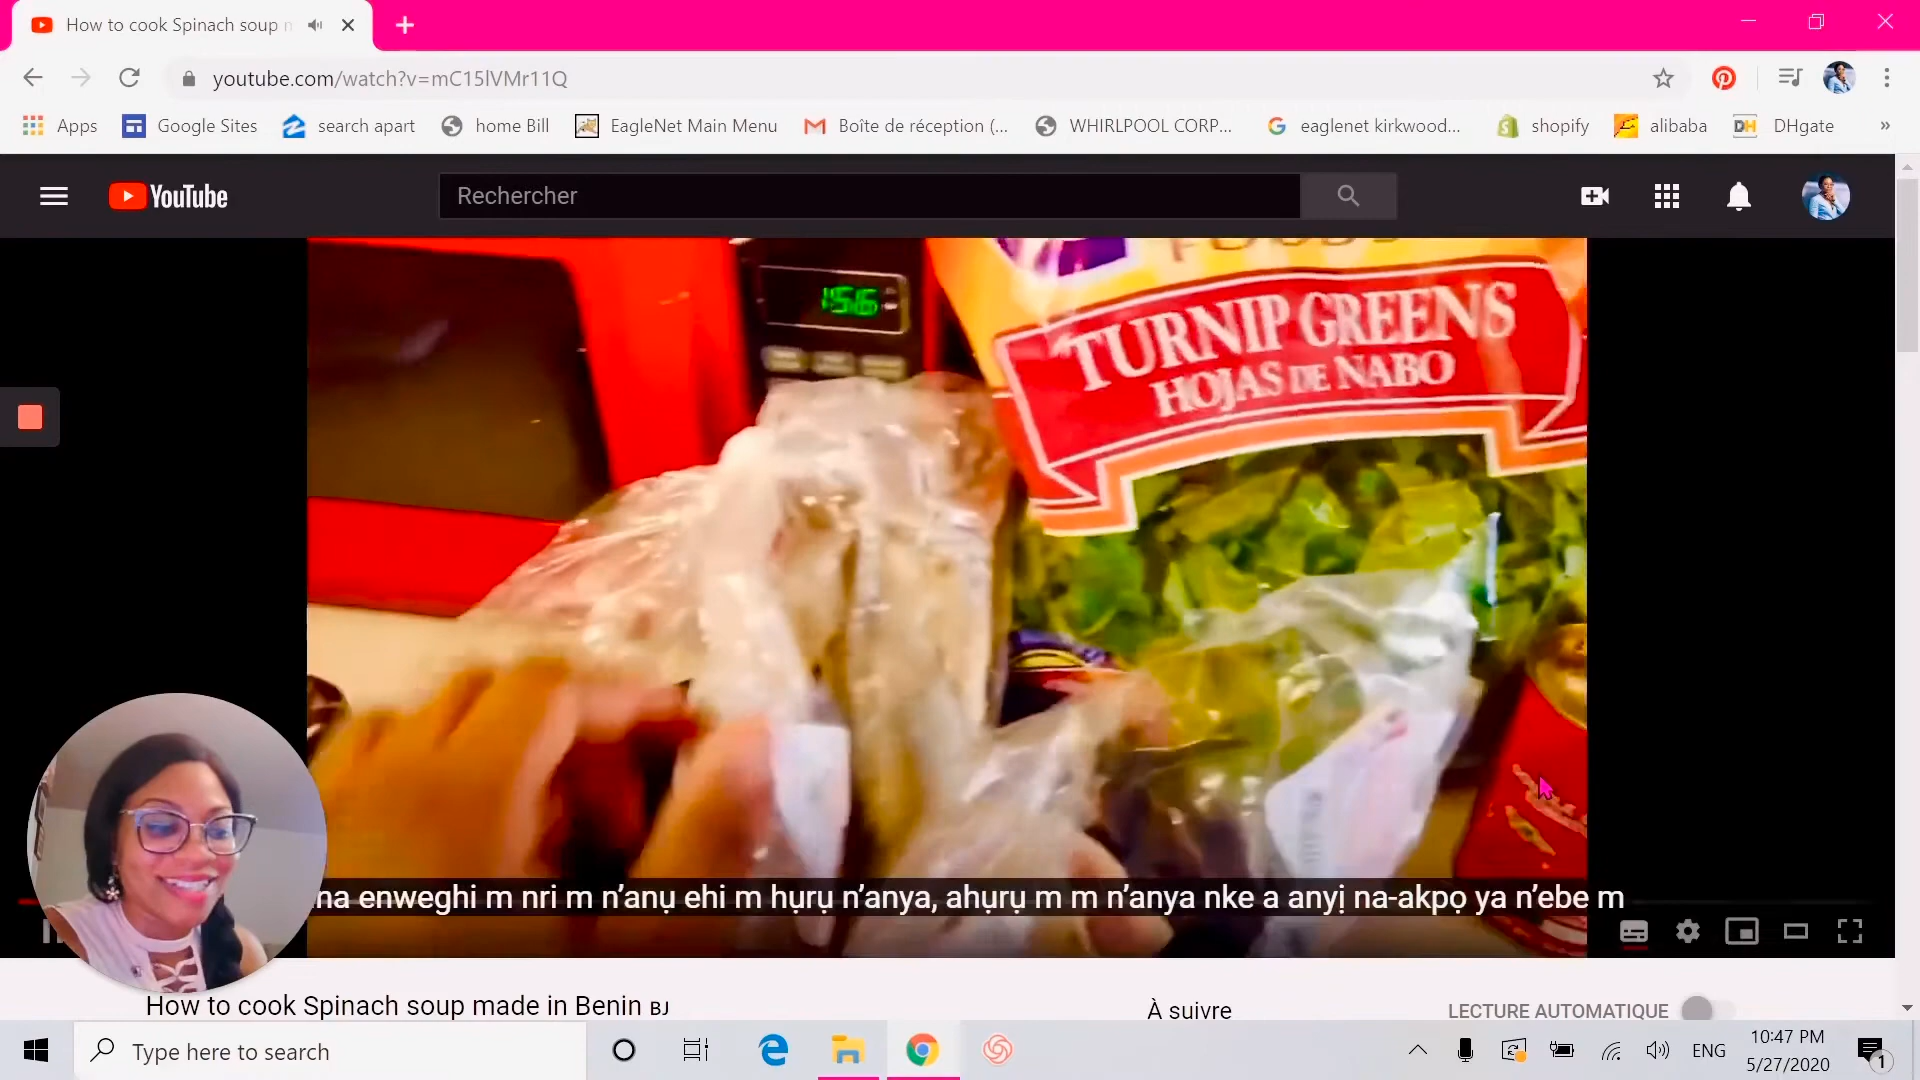 How to cook Spinach soup
youtube.com/watch?v=mC15lVMr11Q
Apps Google Sites search apart home Bill EagleNet Main Menu Boîte de réception (... WHIRLPOOL CORP... eaglenet kirkwood... shopify alibaba DHgate »
YouTube
Rechercher
1:56
TURNIP GREENS
HOJAS DE NABO
na enweghi m nri m n’anụ ehi m hụrụ n’anya, ahụrụ m m n’anya nke a anyị na-akpọ ya n’ebe m
How to cook Spinach soup made in Benin BJ
À suivre
LECTURE AUTOMATIQUE
Type here to search
ENG
10:47 PM
5/27/2020
1